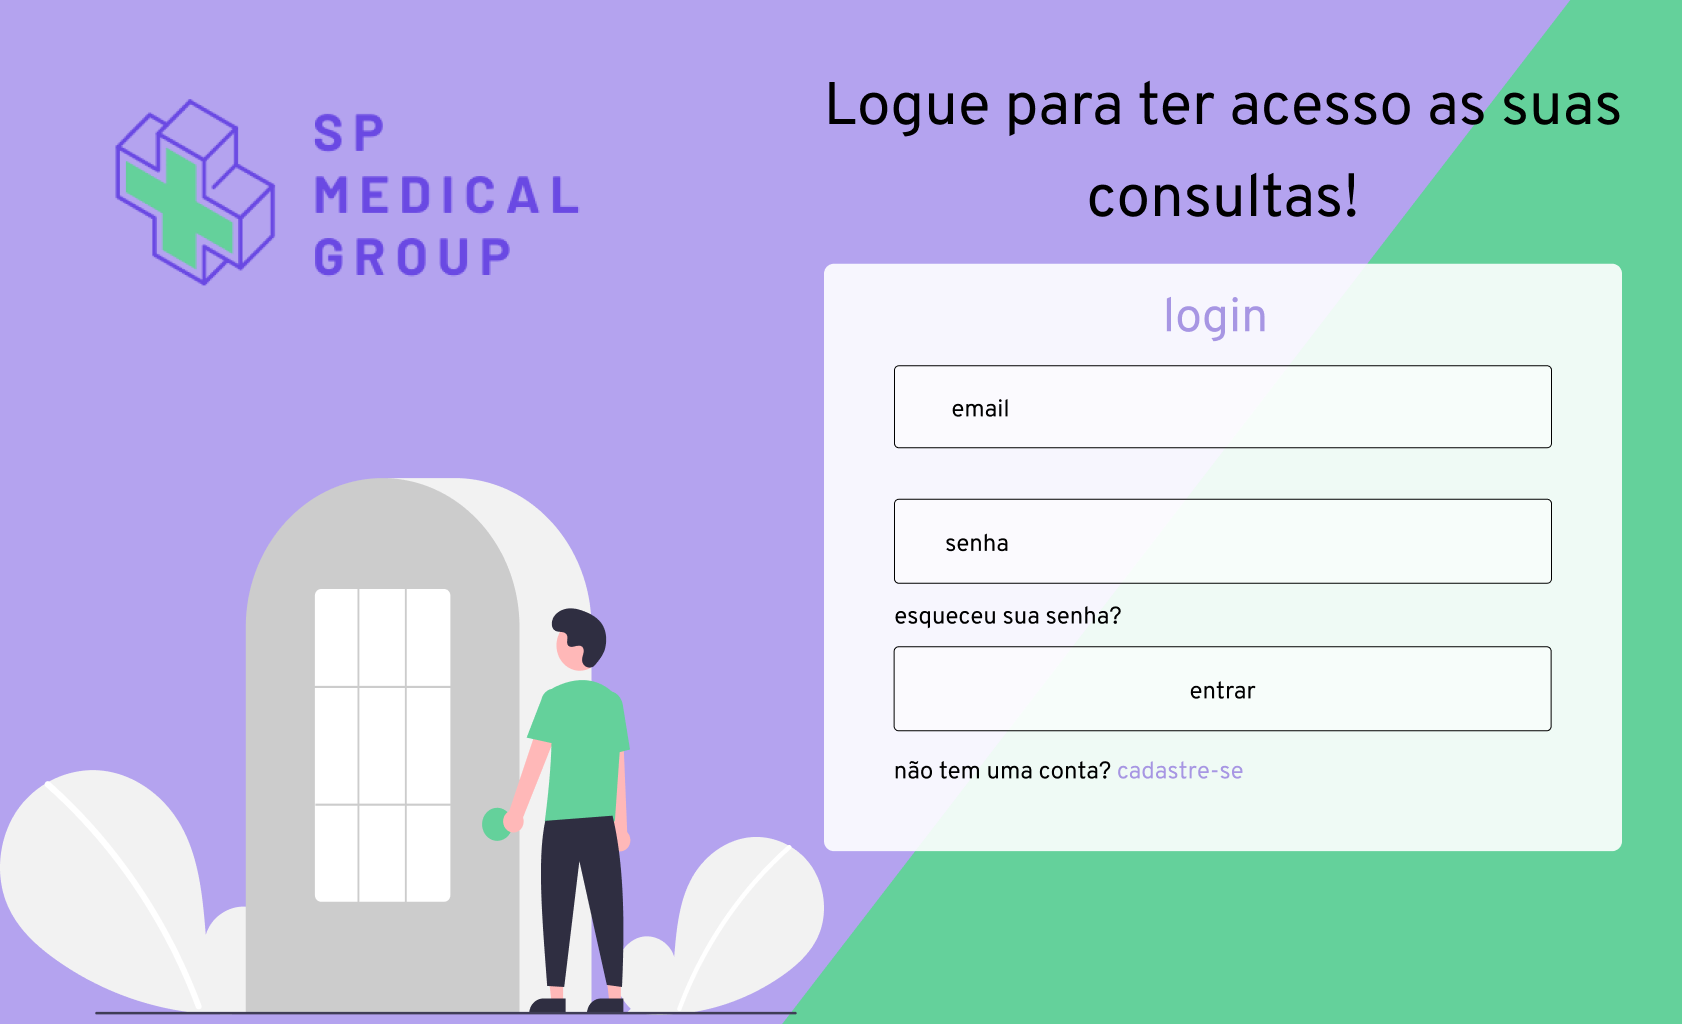 SP
MEDICAL
GROUP
Logue para ter acesso as suas
consultas!
login
email
senha
esqueceu sua senha?
entrar
não tem uma conta? cadastre-se